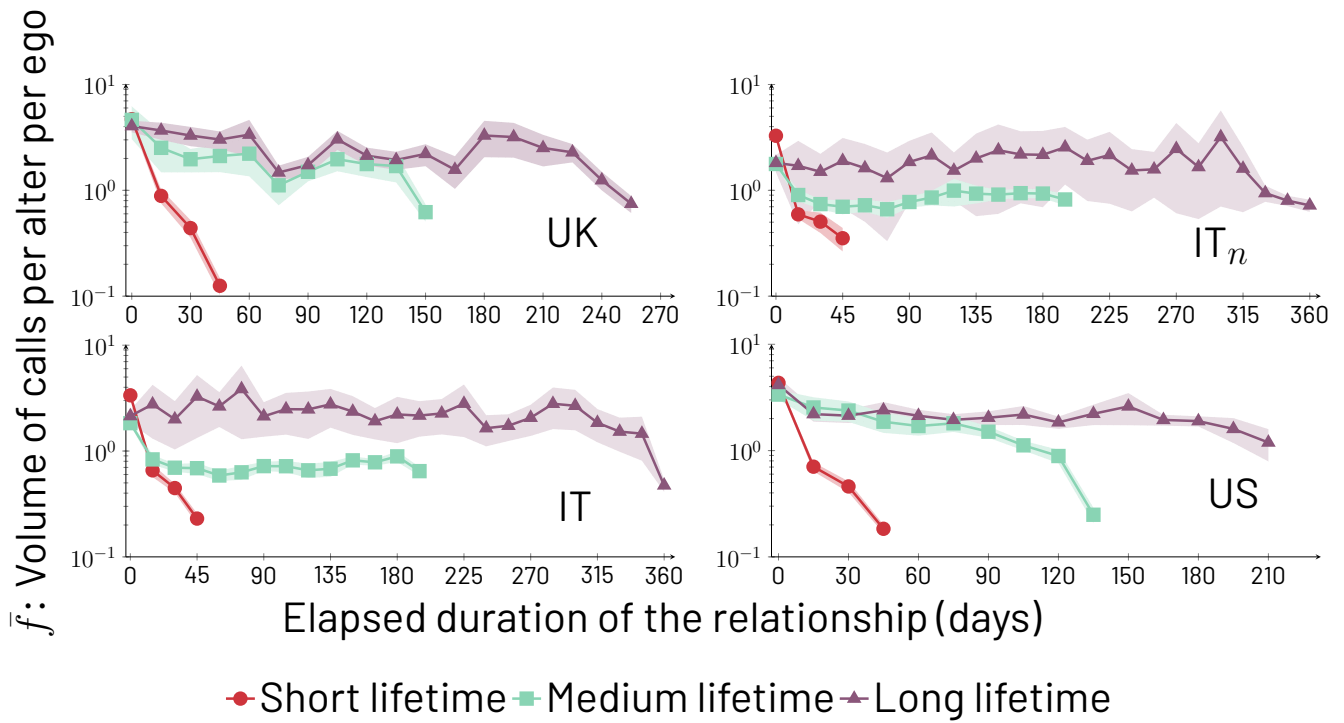 f̄: Volume of calls per alter per ego
10¹
10⁰
10⁻¹
0 30 60 90 120 150 180 210 240 270
UK
10¹
10⁰
10⁻¹
0 45 90 135 180 225 270 315 360
ITₙ
10¹
10⁰
10⁻¹
0 45 90 135 180 225 270 315 360
IT
10¹
10⁰
10⁻¹
0 30 60 90 120 150 180 210
US
Elapsed duration of the relationship (days)
Short lifetime Medium lifetime Long lifetime